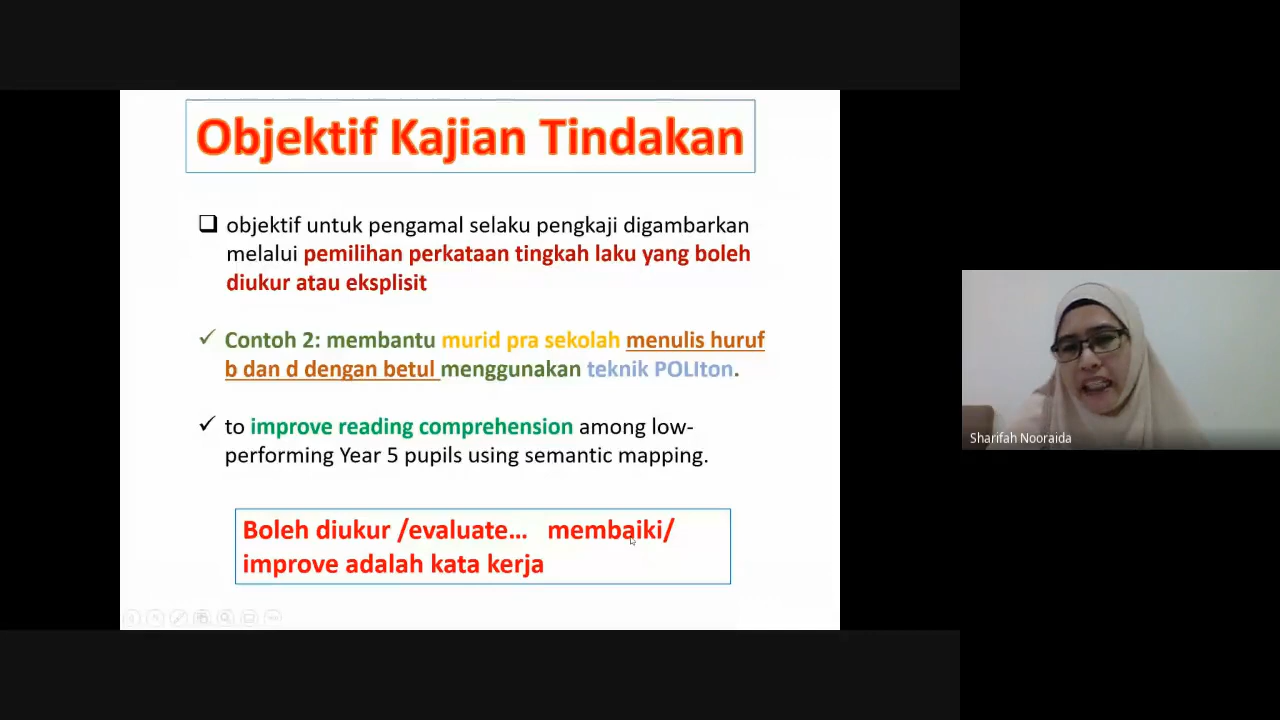 Objektif Kajian Tindakan
objektif untuk pengamal selaku pengkaji digambarkan
melalui pemilihan perkataan tingkah laku yang boleh
diukur atau eksplisit
Contoh 2: membantu murid pra sekolah menulis huruf
b dan d dengan betul menggunakan teknik POLIton.
to improve reading comprehension among low-
performing Year 5 pupils using semantic mapping.
Boleh diukur /evaluate... membaiki/
improve adalah kata kerja
Sharifah Nooraida